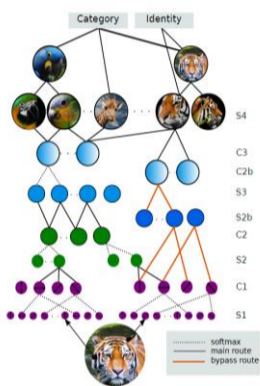 Category Identity
S4
C3
C2b
S3
S2b
C2
S2
C1
S1
softmax
main route
bypass route